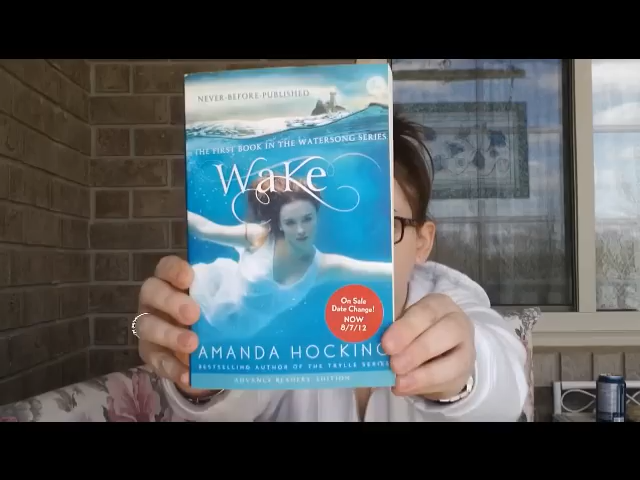 NEVER-BEFORE-PUBLISHED
THE FIRST BOOK IN THE WATERSONG SERIES
Wake
On Sale
Date Change!
NOW
8/7/12
AMANDA HOCKING
BESTSELLING AUTHOR OF THE TRYLLE SERIES
ADVANCE READERS' EDITION